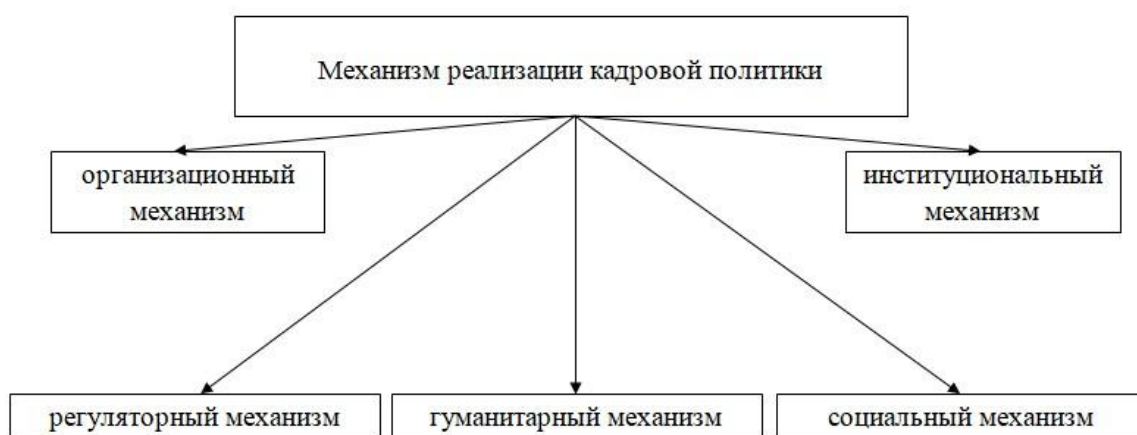 Механизм реализации кадровой политики
организационный
механизм
институциональный
механизм
регуляторный механизм
гуманитарный механизм
социальный механизм